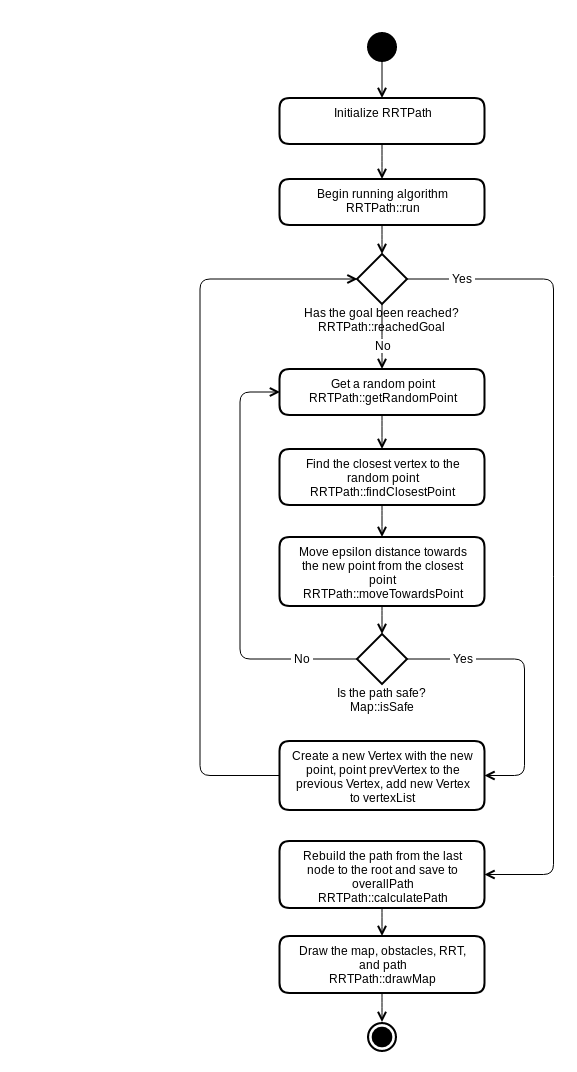 Initialize RRTPath
Begin running algorithm
RRTPath::run
Yes
Has the goal been reached?
RRTPath::reachedGoal
No
Get a random point
RRTPath::getRandomPoint
Find the closest vertex to the
random point
RRTPath::findClosestPoint
Move epsilon distance towards
the new point from the closest
point
RRTPath::moveTowardsPoint
No
Yes
Is the path safe?
Map::isSafe
Create a new Vertex with the new
point, point prevVertex to the
previous Vertex, add new Vertex
to vertexList
Rebuild the path from the last
node to the root and save to
overallPath
RRTPath::calculatePath
Draw the map, obstacles, RRT,
and path
RRTPath::drawMap